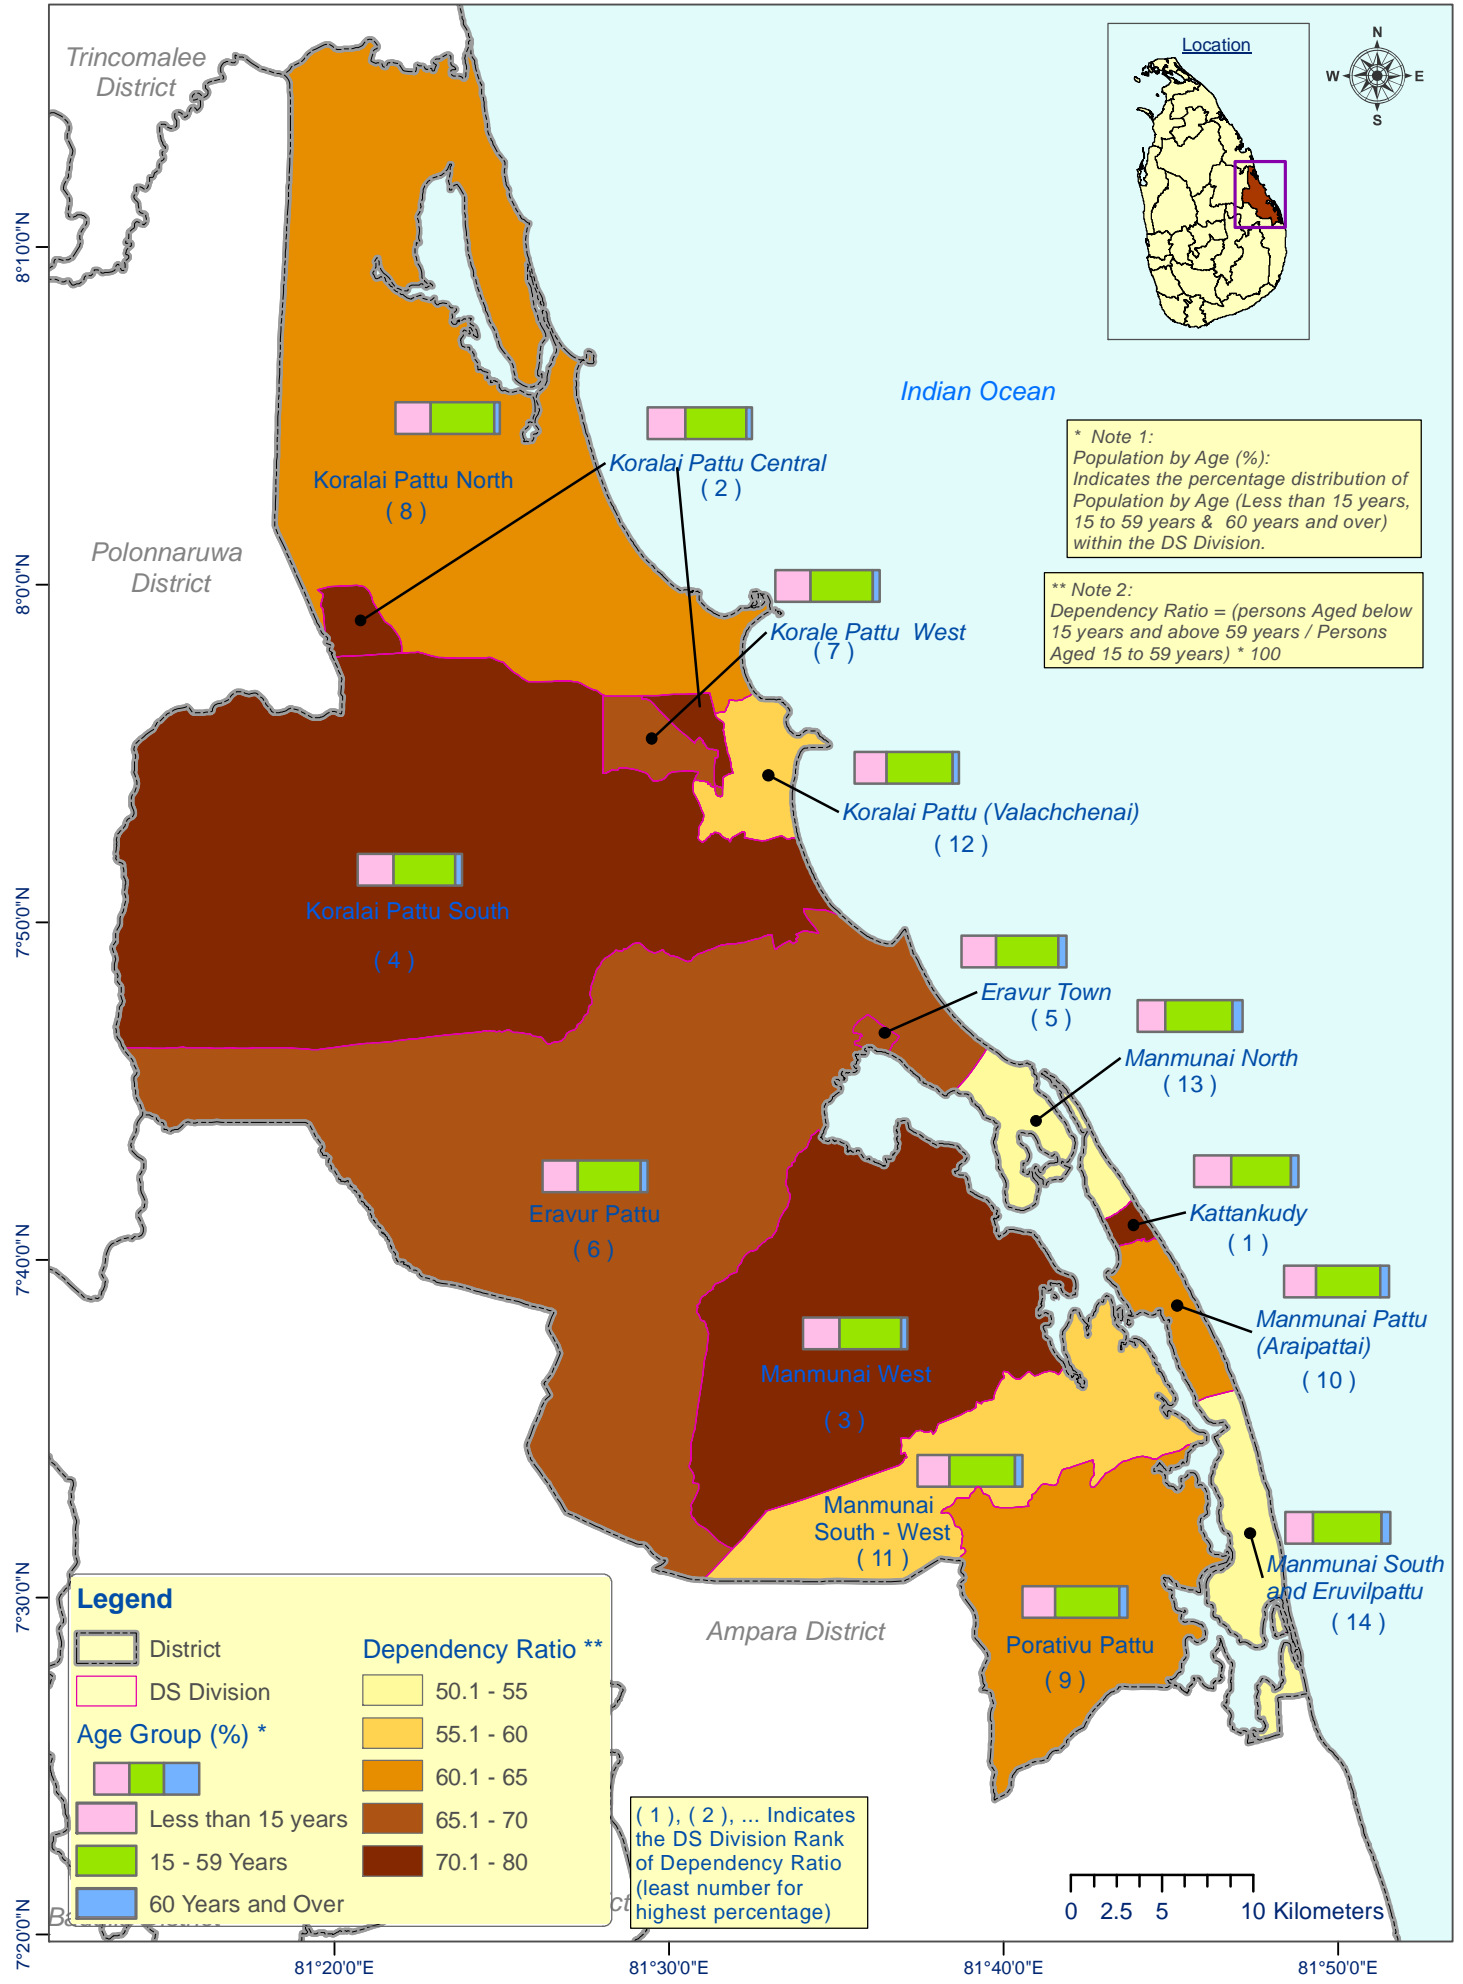 Trincomalee
District
Location
N
W
E
S
8°10'0"N
Indian Ocean
* Note 1:
Population by Age (%):
Indicates the percentage distribution of
Population by Age (Less than 15 years,
15 to 59 years & 60 years and over)
within the DS Division.
Koralai Pattu North
( 8 )
Koralai Pattu Central
( 2 )
Polonnaruwa
District
8°0'0"N
** Note 2:
Dependency Ratio = (persons Aged below
15 years and above 59 years / Persons
Aged 15 to 59 years) * 100
Korale Pattu West
( 7 )
Koralai Pattu (Valachchenai)
( 12 )
7°50'0"N
Koralai Pattu South
( 4 )
Eravur Town
( 5 )
Manmunai North
( 13 )
Eravur Pattu
( 6 )
Kattankudy
( 1 )
7°40'0"N
Manmunai Pattu
(Araipattai)
( 10 )
Manmunai West
( 3 )
Manmunai
South - West
( 11 )
Manmunai South
and Eruvilpattu
( 14 )
7°30'0"N
Ampara District
Porativu Pattu
( 9 )
Legend
District
DS Division
Age Group (%) *
Less than 15 years
15 - 59 Years
60 Years and Over
Dependency Ratio **
50.1 - 55
55.1 - 60
60.1 - 65
65.1 - 70
70.1 - 80
( 1 ), ( 2 ), ... Indicates
the DS Division Rank
of Dependency Ratio
(least number for
highest percentage)
0 2.5 5 10 Kilometers
7°20'0"N
81°20'0"E
81°30'0"E
81°40'0"E
81°50'0"E